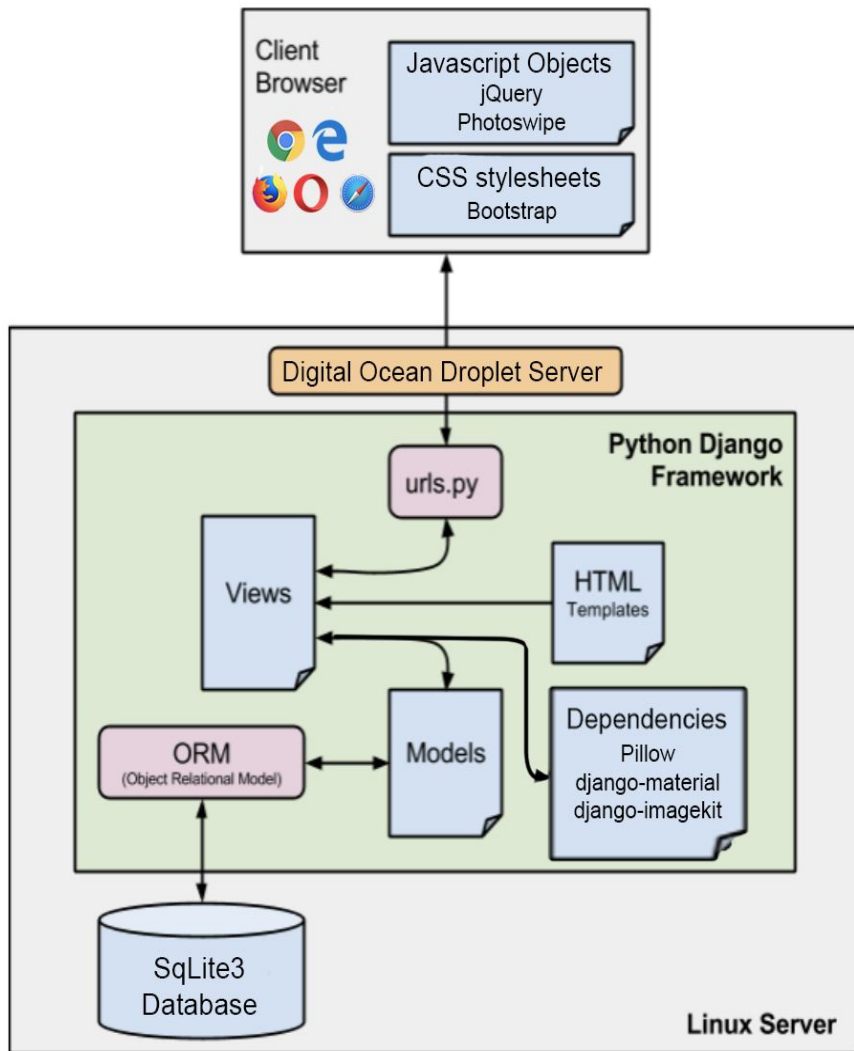 Client
Browser
Javascript Objects
jQuery
Photoswipe
CSS stylesheets
Bootstrap
Digital Ocean Droplet Server
Python Django
Framework
urls.py
Views
HTML
Templates
Dependencies
Pillow
django-material
django-imagekit
Models
ORM
(Object Relational Model)
SqLite3
Database
Linux Server